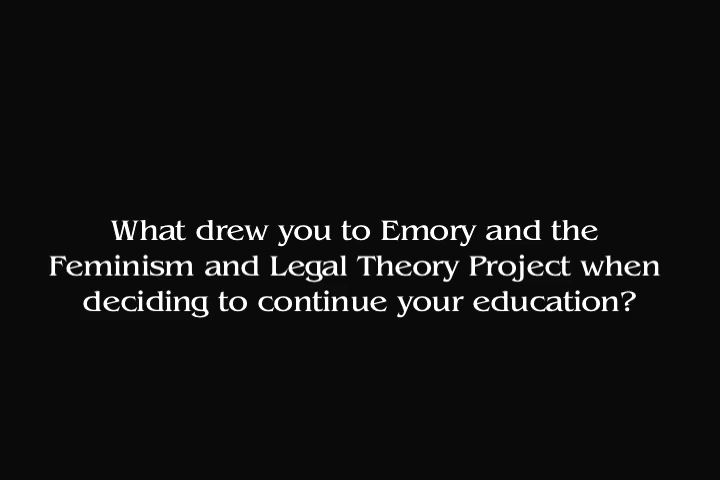 What drew you to Emory and the
Feminism and Legal Theory Project when
deciding to continue your education?